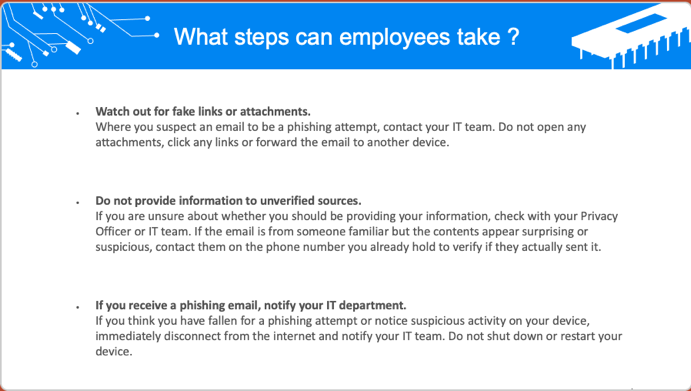 What steps can employees take ?
• Watch out for fake links or attachments.
Where you suspect an email to be a phishing attempt, contact your IT team. Do not open any
attachments, click any links or forward the email to another device.
• Do not provide information to unverified sources.
If you are unsure about whether you should be providing your information, check with your Privacy
Officer or IT team. If the email is from someone familiar but the contents appear surprising or
suspicious, contact them on the phone number you already hold to verify if they actually sent it.
• If you receive a phishing email, notify your IT department.
If you think you have fallen for a phishing attempt or notice suspicious activity on your device,
immediately disconnect from the internet and notify your IT team. Do not shut down or restart your
device.